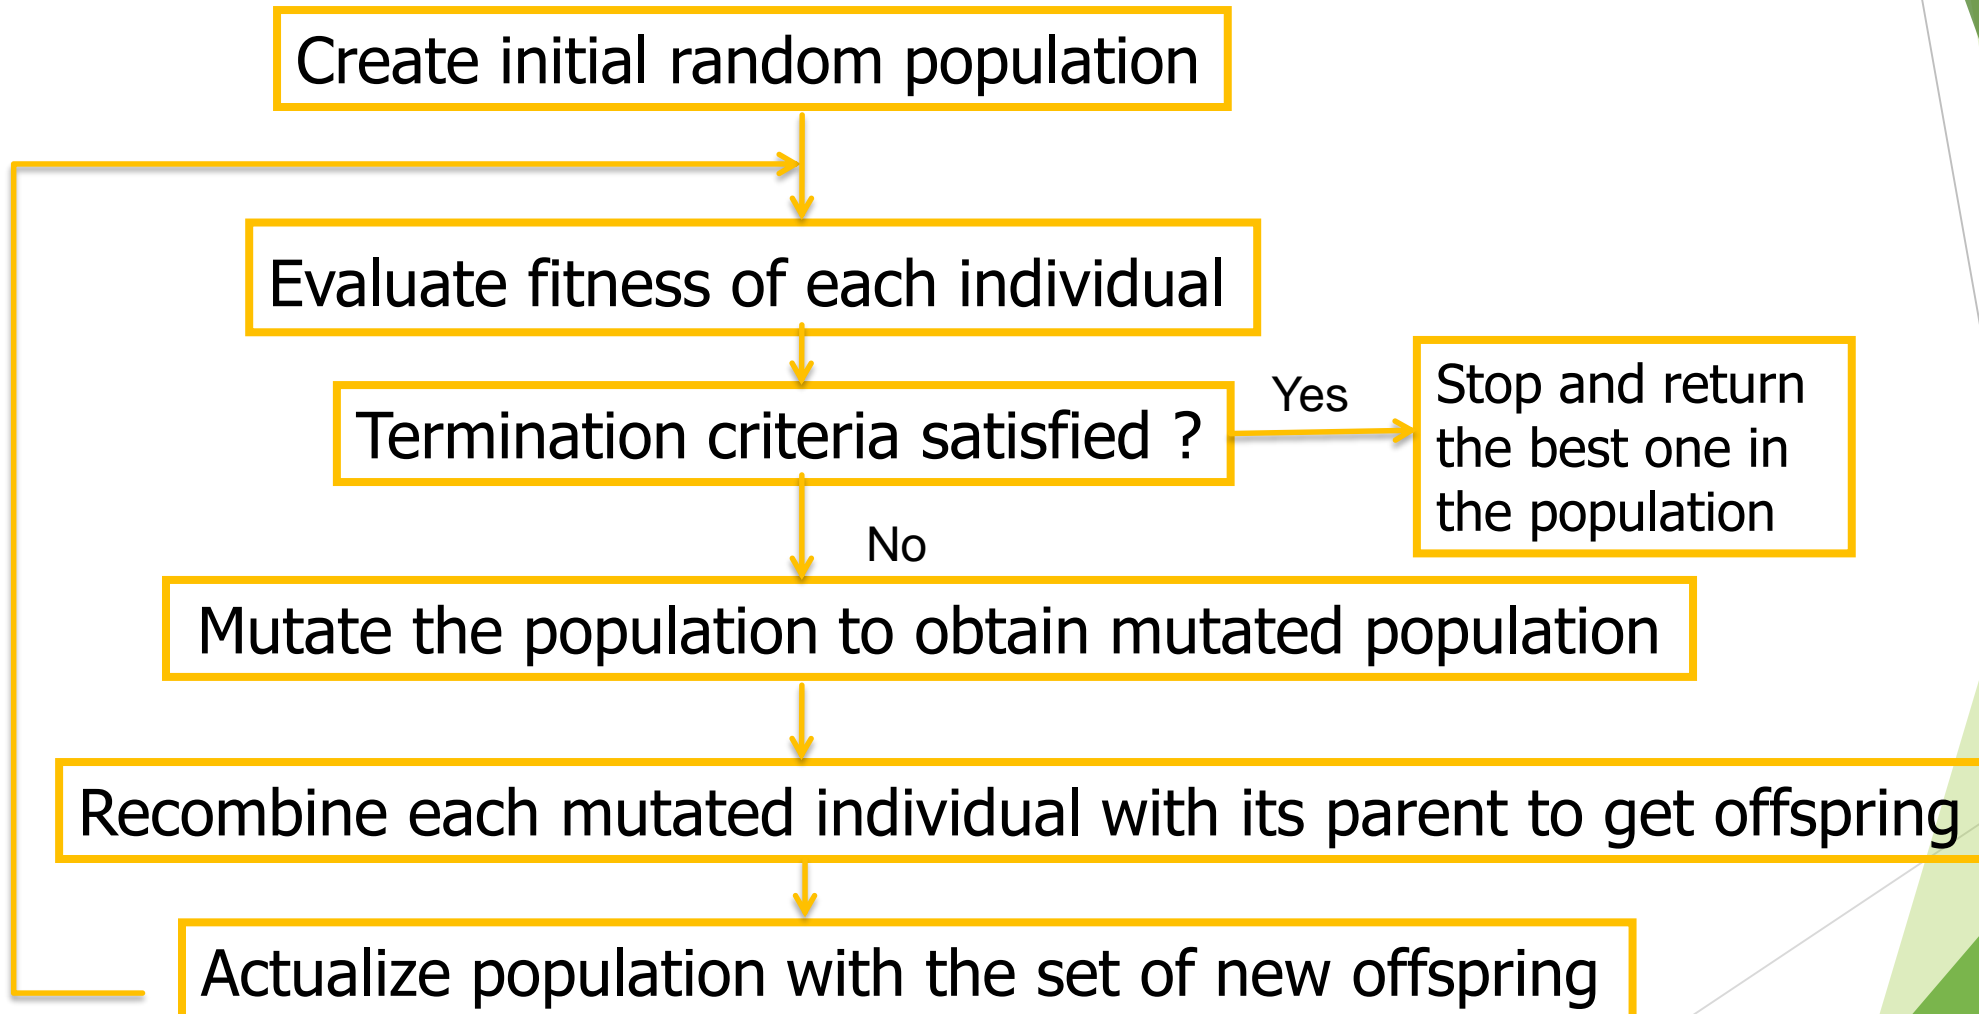 Create initial random population
Evaluate fitness of each individual
Termination criteria satisfied ?
Yes
Stop and return
the best one in
the population
No
Mutate the population to obtain mutated population
Recombine each mutated individual with its parent to get offspring
Actualize population with the set of new offspring